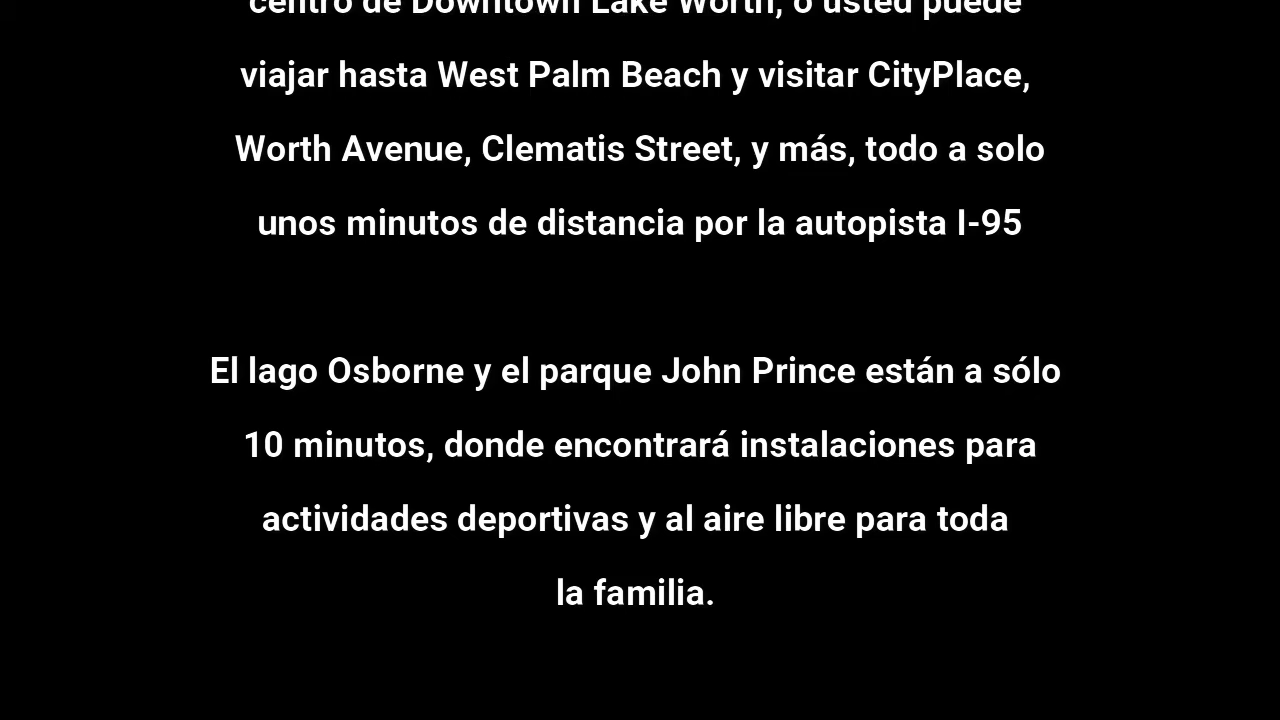 centro de Downtown Lake Worth, o usted puede
viajar hasta West Palm Beach y visitar CityPlace,
Worth Avenue, Clematis Street, y más, todo a solo
unos minutos de distancia por la autopista I-95
El lago Osborne y el parque John Prince están a sólo
10 minutos, donde encontrará instalaciones para
actividades deportivas y al aire libre para toda
la familia.